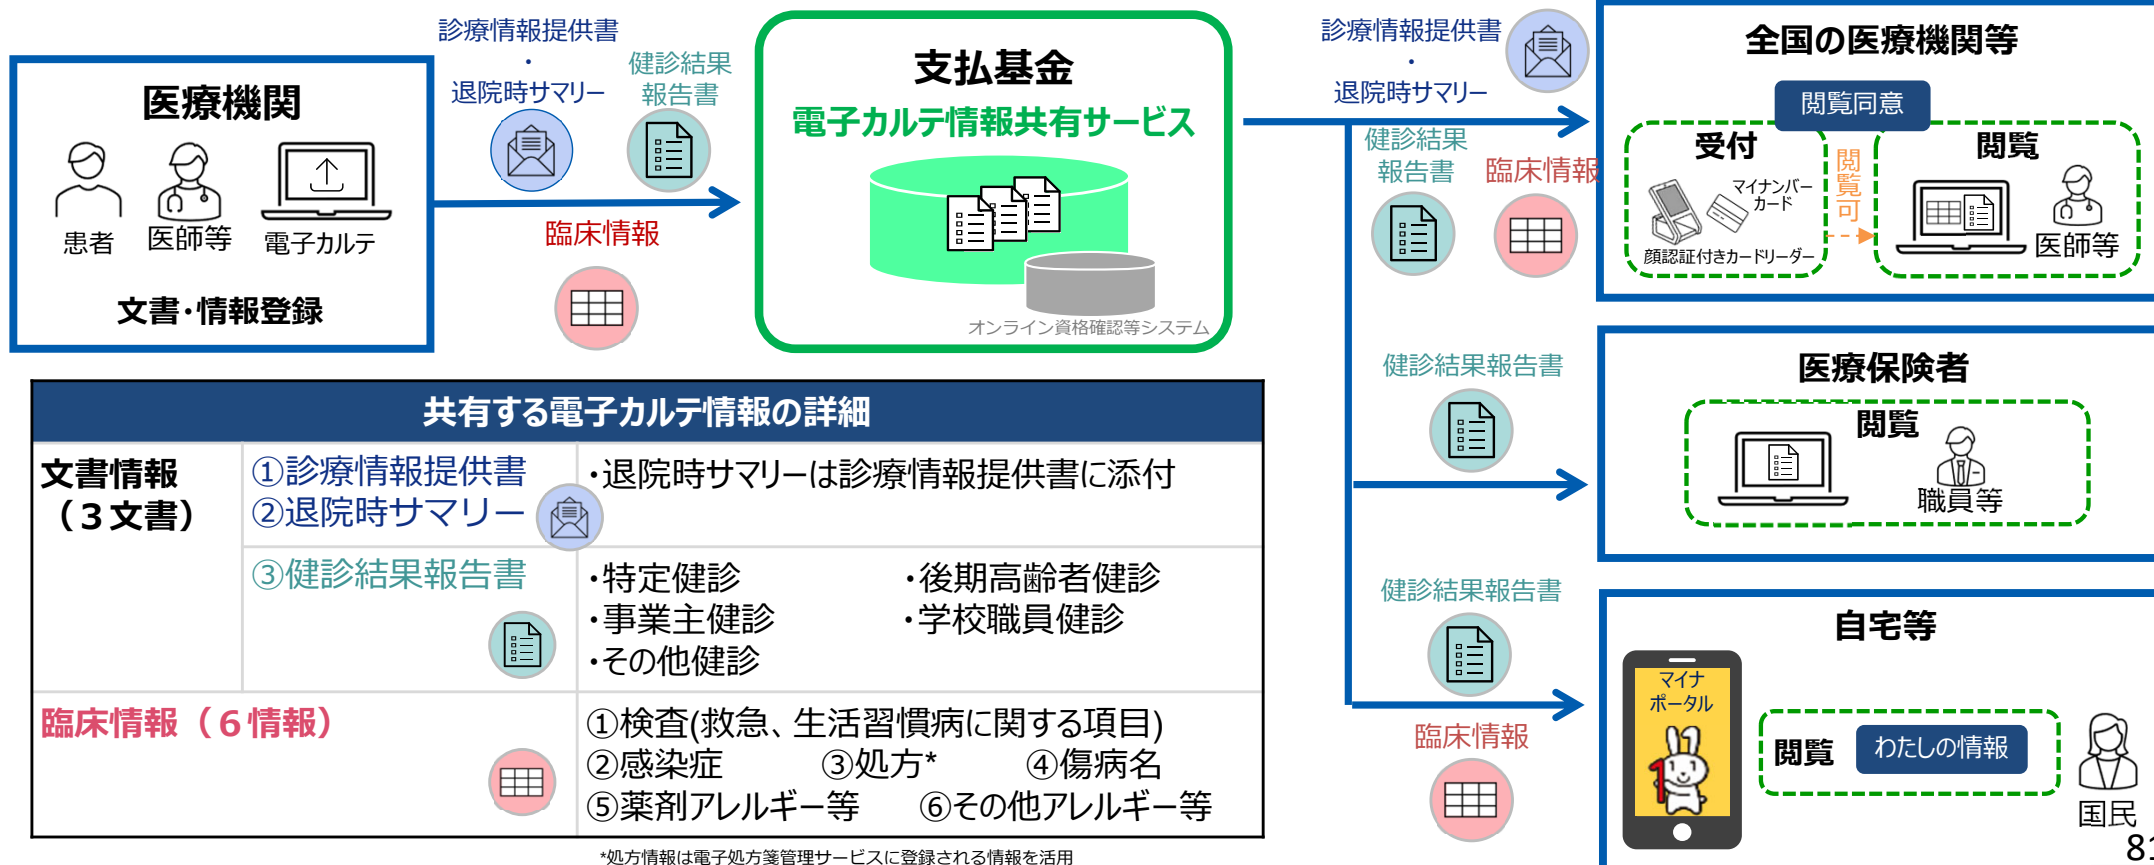 医療機関
患者
医師等
電子カルテ
文書・情報登録
診療情報提供書
・
退院時サマリー
健診結果
報告書
臨床情報
支払基金
電子カルテ情報共有サービス
オンライン資格確認等システム
診療情報提供書
・
退院時サマリー
健診結果
報告書
臨床情報
全国の医療機関等
閲覧同意
受付
マイナンバー
カード
顔認証付きカードリーダー
閲覧可
閲覧
医師等
健診結果報告書
医療保険者
閲覧
職員等
健診結果報告書
臨床情報
自宅等
マイナ
ポータル
1
閲覧
わたしの情報
国民
共有する電子カルテ情報の詳細
文書情報
（３文書）
①診療情報提供書
②退院時サマリー
・退院時サマリーは診療情報提供書に添付
③健診結果報告書
・特定健診 ・後期高齢者健診
・事業主健診 ・学校職員健診
・その他健診
臨床情報（６情報）
①検査(救急、生活習慣病に関する項目)
②感染症 ③処方* ④傷病名
⑤薬剤アレルギー等 ⑥その他アレルギー等
*処方情報は電子処方箋管理サービスに登録される情報を活用